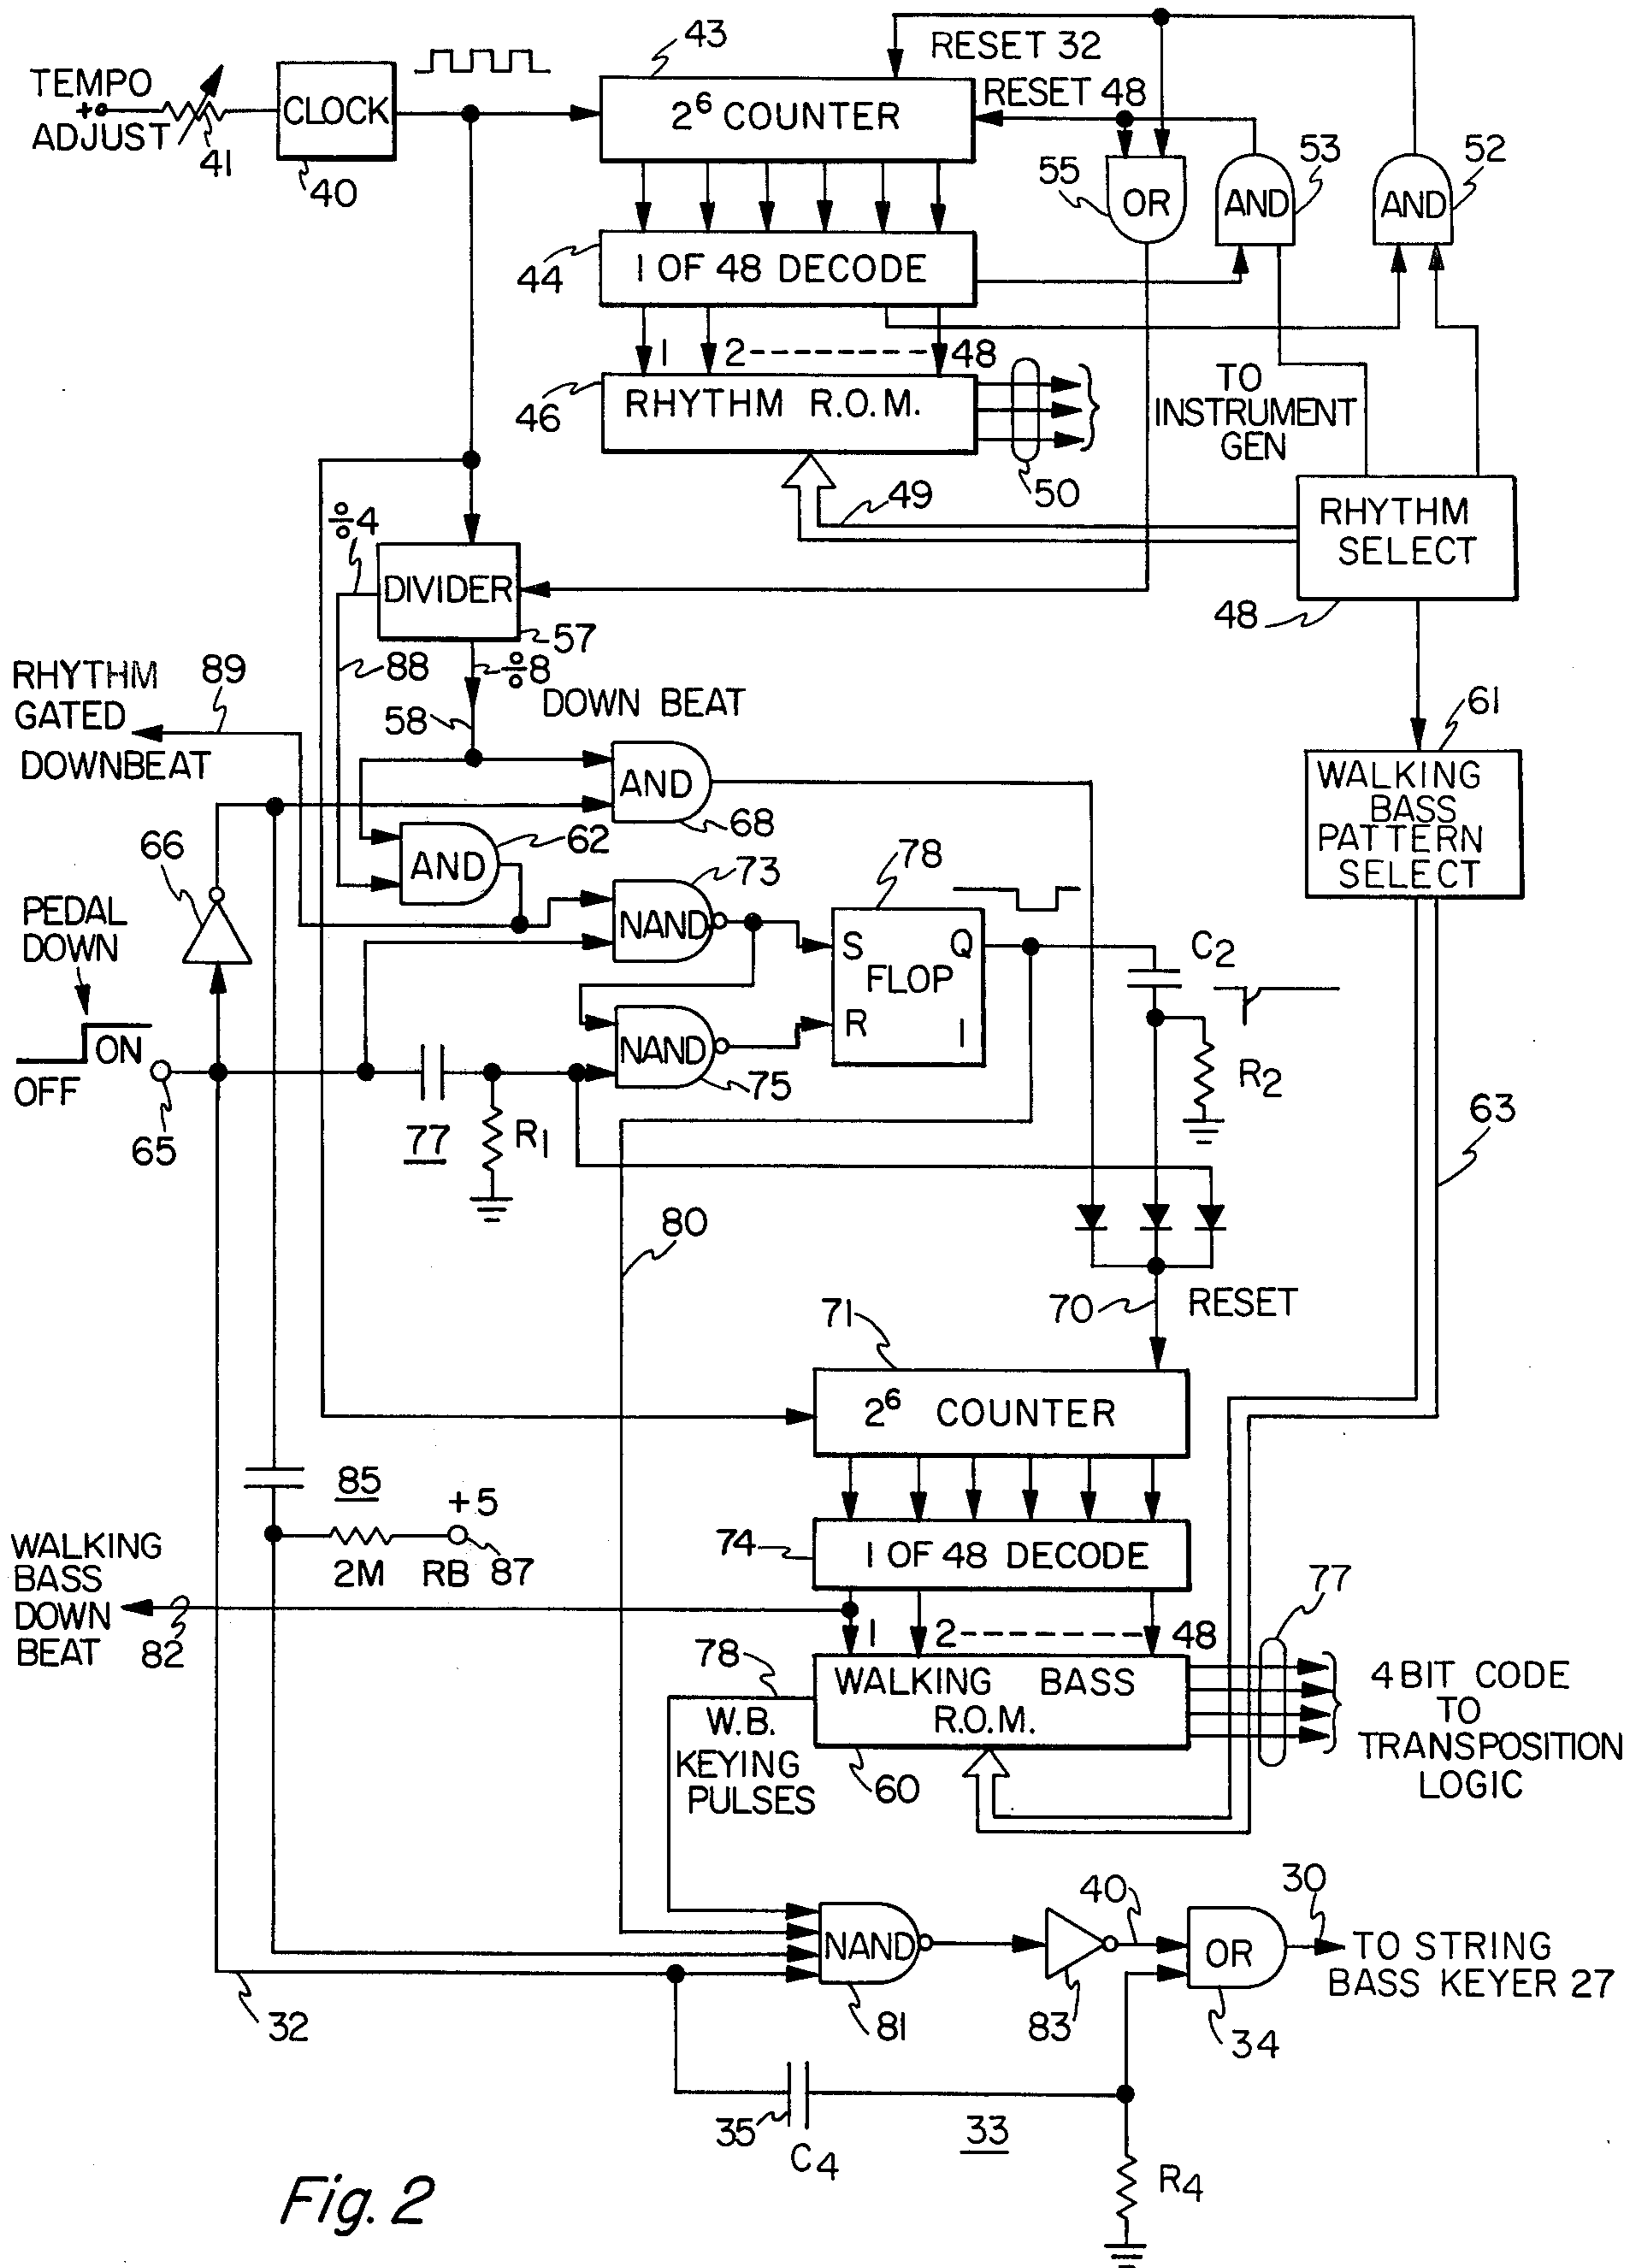 43
RESET 32
TEMPO
+
ADJUST
41
CLOCK
40
2⁶ COUNTER
RESET 48
55
OR
53
AND
52
AND
44
1 OF 48 DECODE
1
2
48
46
RHYTHM R.O.M.
50
TO
INSTRUMENT
GEN
49
RHYTHM
SELECT
48
÷4
DIVIDER
57
88
÷8
RHYTHM
GATED
DOWNBEAT
89
58
DOWN BEAT
61
WALKING
BASS
PATTERN
SELECT
AND
68
66
AND
62
73
NAND
78
S
Q
FLOP
R
1
C2
R2
PEDAL
DOWN
ON
OFF
65
NAND
75
77
R1
63
80
70
RESET
71
2⁶ COUNTER
85
+5
2M
RB
87
74
1 OF 48 DECODE
WALKING
BASS
DOWN
BEAT
82
1
2
48
77
78
WALKING BASS
R.O.M.
W.B.
KEYING
PULSES
60
4 BIT CODE
TO
TRANSPOSITION
LOGIC
NAND
81
83
40
OR
34
30
TO STRING
BASS KEYER 27
32
35
C4
33
R4
Fig. 2